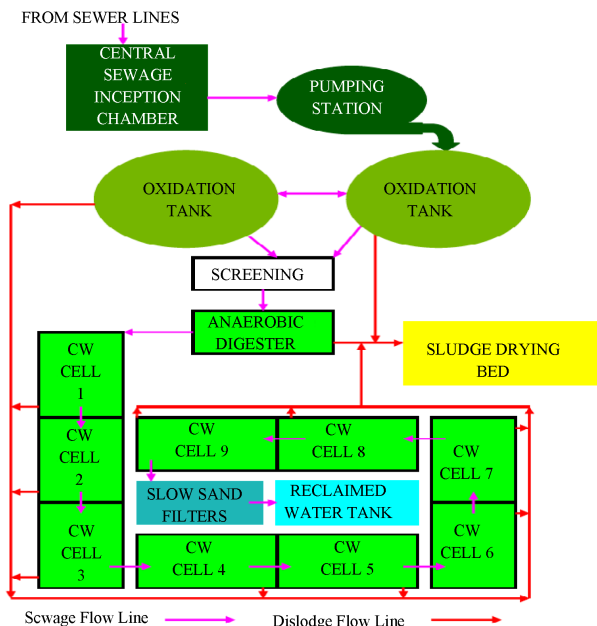 FROM SEWER LINES
CENTRAL
SEWAGE
INCEPTION
CHAMBER
PUMPING
STATION
OXIDATION
TANK
OXIDATION
TANK
SCREENING
ANAEROBIC
DIGESTER
SLUDGE DRYING
BED
CW
CELL
1
CW
CELL
2
CW
CELL
3
CW
CELL 9
CW
CELL 8
CW
CELL 7
SLOW SAND
FILTERS
RECLAIMED
WATER TANK
CW
CELL 4
CW
CELL 5
CW
CELL 6
Scwage Flow Line
Dislodge Flow Line